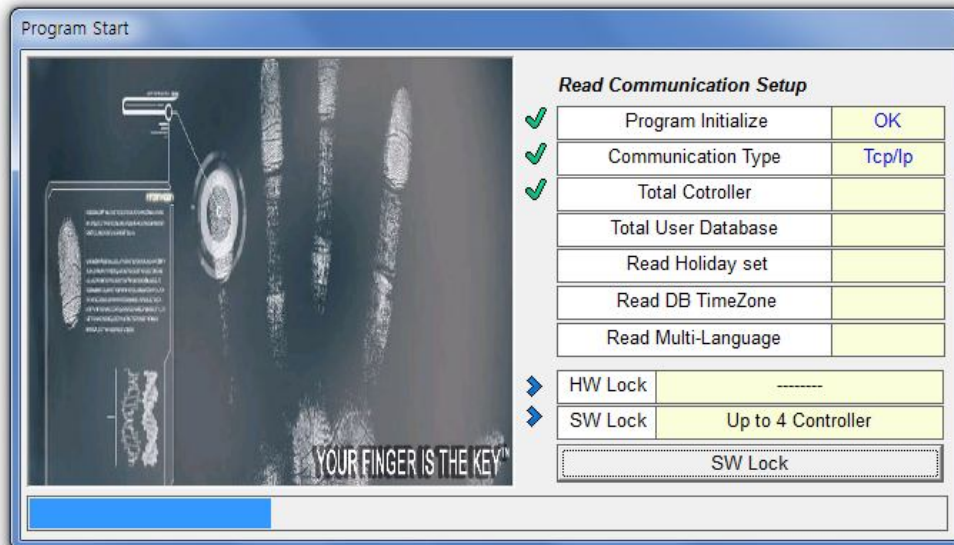 Program Start
Read Communication Setup
Program Initialize OK
Communication Type Tcp/Ip
Total Cotroller
Total User Database
Read Holiday set
Read DB TimeZone
Read Multi-Language
HW Lock --------
SW Lock Up to 4 Controller
SW Lock
YOUR FINGER IS THE KEY™